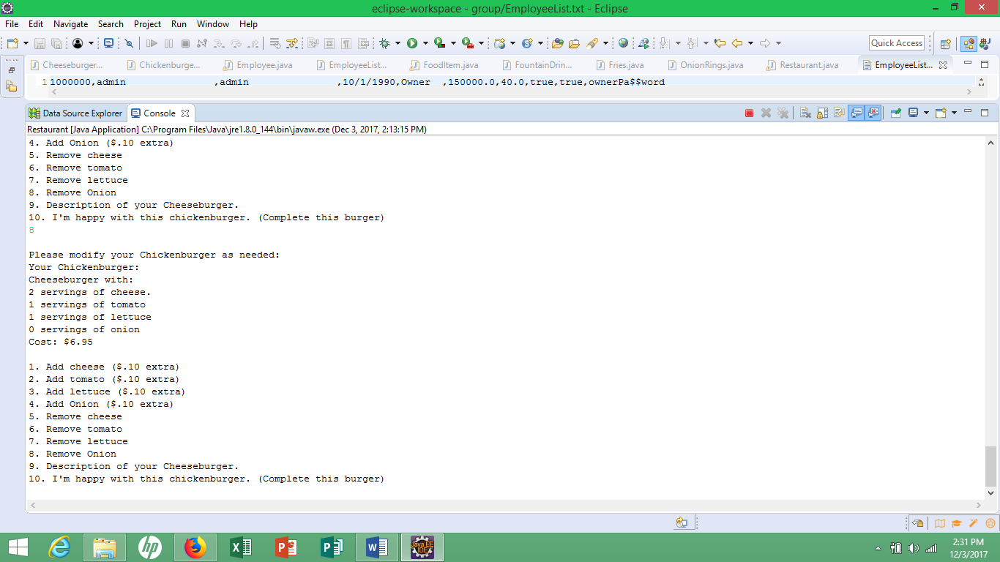 eclipse-workspace - group/EmployeeList.txt - Eclipse
File Edit Navigate Search Project Run Window Help
Quick Access
Cheeseburger... Chickenburge... Employee.java EmployeeList... FoodItem.java FountainDrin... Fries.java OnionRings.java Restaurant.java EmployeeList...
1 1000000,admin ,admin ,10/1/1990,Owner ,150000.0,40.0,true,true,ownerPa$$word
Data Source Explorer Console
Restaurant [Java Application] C:\Program Files\Java\jre1.8.0_144\bin\javaw.exe (Dec 3, 2017, 2:13:15 PM)
4. Add Onion ($.10 extra)
5. Remove cheese
6. Remove tomato
7. Remove lettuce
8. Remove Onion
9. Description of your Cheeseburger.
10. I'm happy with this chickenburger. (Complete this burger)
8
Please modify your Chickenburger as needed:
Your Chickenburger:
Cheeseburger with:
2 servings of cheese.
1 servings of tomato
1 servings of lettuce
0 servings of onion
Cost: $6.95
1. Add cheese ($.10 extra)
2. Add tomato ($.10 extra)
3. Add lettuce ($.10 extra)
4. Add Onion ($.10 extra)
5. Remove cheese
6. Remove tomato
7. Remove lettuce
8. Remove Onion
9. Description of your Cheeseburger.
10. I'm happy with this chickenburger. (Complete this burger)
hp
Java EE
IDE
2:31 PM
12/3/2017